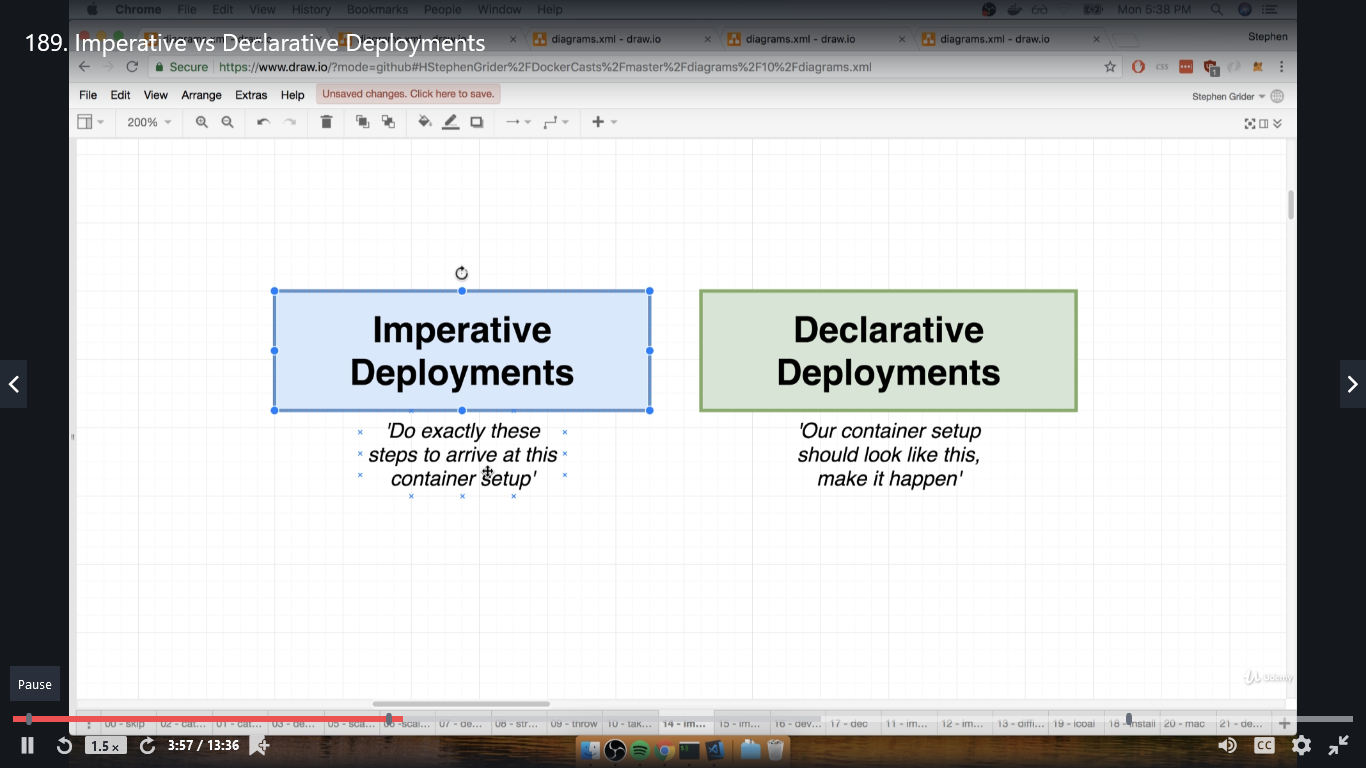 Chrome File Edit View History Bookmarks People Window Help Mon 5:38 PM
189. Imperative vs Declarative Deployments
diagrams.xml - draw.io diagrams.xml - draw.io diagrams.xml - draw.io Stephen
Secure https://www.draw.io/?mode=github#HStephenGrider%2FDockerCasts%2Fmaster%2Fdiagrams%2F10%2Fdiagrams.xml
File Edit View Arrange Extras Help Unsaved changes. Click here to save. Stephen Grider
200%
Imperative
Deployments
'Do exactly these
steps to arrive at this
container setup'
Declarative
Deployments
'Our container setup
should look like this,
make it happen'
Udemy
Pause
00 - skip 02 - cat... 01 - cat... 03 - de... 05 - sca... 07 - de... 08 - str... 09 - throw 10 - tak... 14 - im... 15 - im... 16 - dev... 17 - dec 11 - im... 12 - im... 13 - diffi... 18 - install 20 - mac 21 - de...
1.5 x 3:57 / 13:36 CC